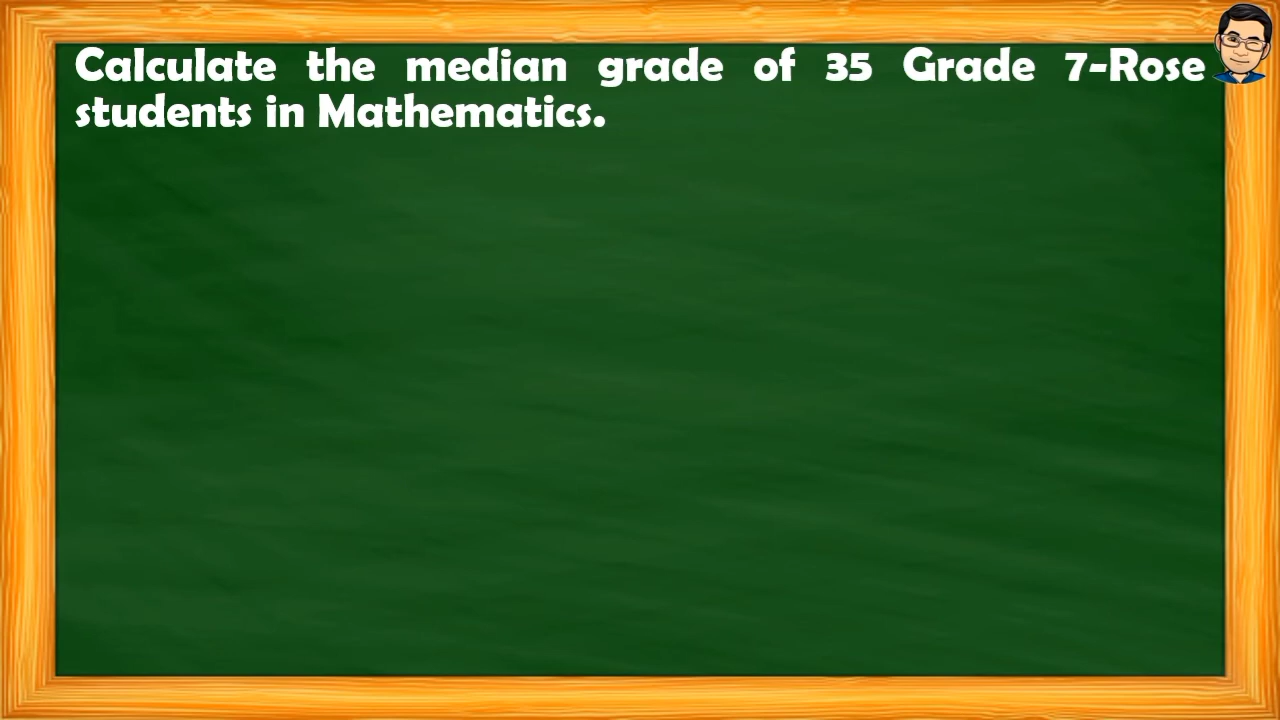 Calculate the median grade of 35 Grade 7-Rose
students in Mathematics.